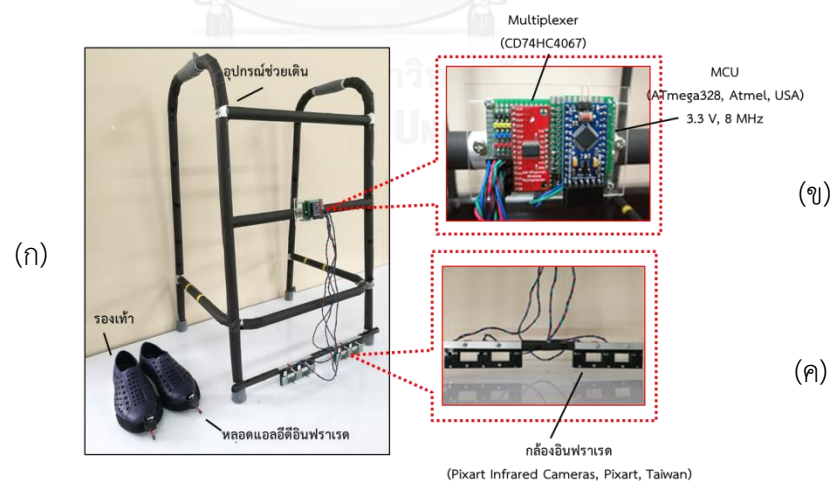 Multiplexer
(CD74HC4067)
MCU
(ATmega328, Atmel, USA)
3.3 V, 8 MHz
อุปกรณ์ช่วยเดิน
(ก)
(ข)
รองเท้า
หลอดแอลอีดีอินฟราเรด
(ค)
กล้องอินฟราเรด
(Pixart Infrared Cameras, Pixart, Taiwan)